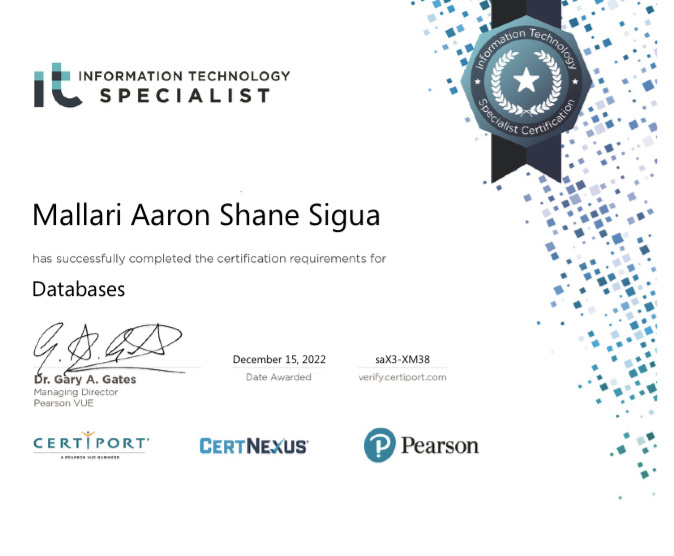 it INFORMATION TECHNOLOGY
SPECIALIST
Information Technology
Specialist Certification
Mallari Aaron Shane Sigua
has successfully completed the certification requirements for
Databases
December 15, 2022
saX3-XM38
Dr. Gary A. Gates
Date Awarded
verify.certiport.com
Managing Director
Pearson VUE
CERTIPORT
A PEARSON VUE BUSINESS
CERTNEXUS
P Pearson